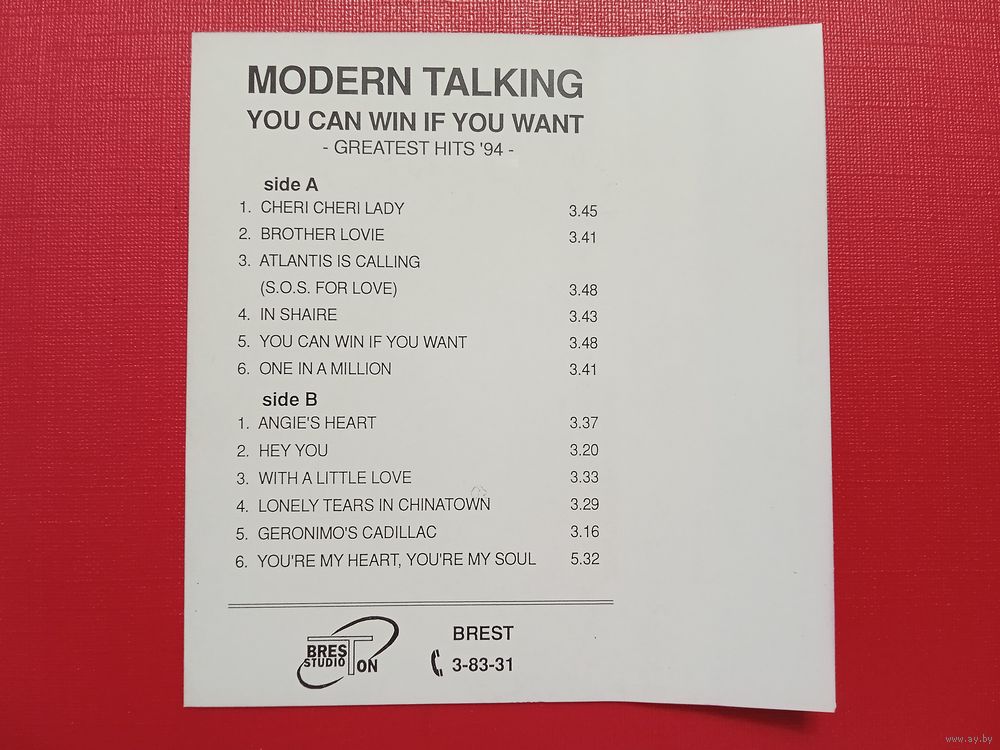 MODERN TALKING
YOU CAN WIN IF YOU WANT
- GREATEST HITS '94 -
side A
1. CHERI CHERI LADY 3.45
2. BROTHER LOVIE 3.41
3. ATLANTIS IS CALLING
(S.O.S. FOR LOVE) 3.48
4. IN SHAIRE 3.43
5. YOU CAN WIN IF YOU WANT 3.48
6. ONE IN A MILLION 3.41
side B
1. ANGIE'S HEART 3.37
2. HEY YOU 3.20
3. WITH A LITTLE LOVE 3.33
4. LONELY TEARS IN CHINATOWN 3.29
5. GERONIMO'S CADILLAC 3.16
6. YOU'RE MY HEART, YOU'RE MY SOUL 5.32
BREST
STUDIO TON
BREST
3-83-31
www.ay.by